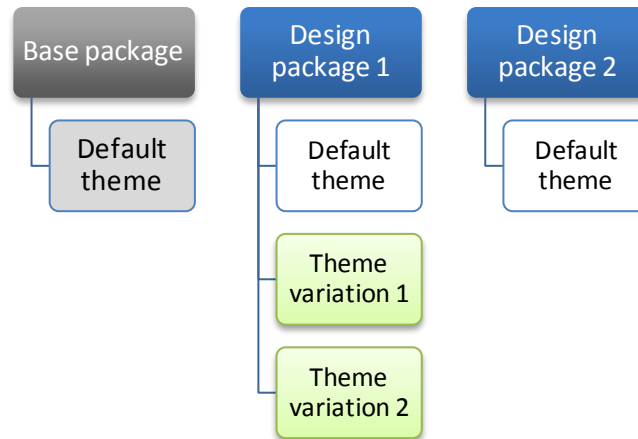 Base package
Default
theme
Design
package 1
Default
theme
Theme
variation 1
Theme
variation 2
Design
package 2
Default
theme